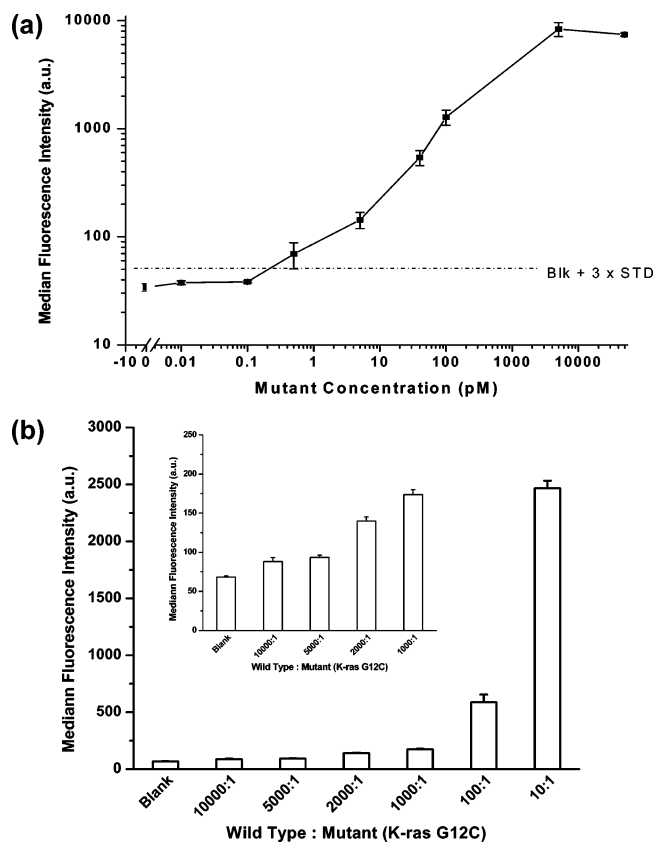 (a)
10000
1000
100
10
Median Fluorescence Intensity (a.u.)
Blk + 3 x STD
-10 0 0.01 0.1 1 10 100 1000 10000
Mutant Concentration (pM)
(b)
3000
2500
2000
1500
1000
500
0
Mediann Fluorescence Intensity (a.u.)
250
200
150
100
50
0
Mediann Fluorescence Intensity (a.u.)
Blank 10000:1 5000:1 2000:1 1000:1
Wild Type : Mutant (K-ras G12C)
Blank 10000:1 5000:1 2000:1 1000:1 100:1 10:1
Wild Type : Mutant (K-ras G12C)